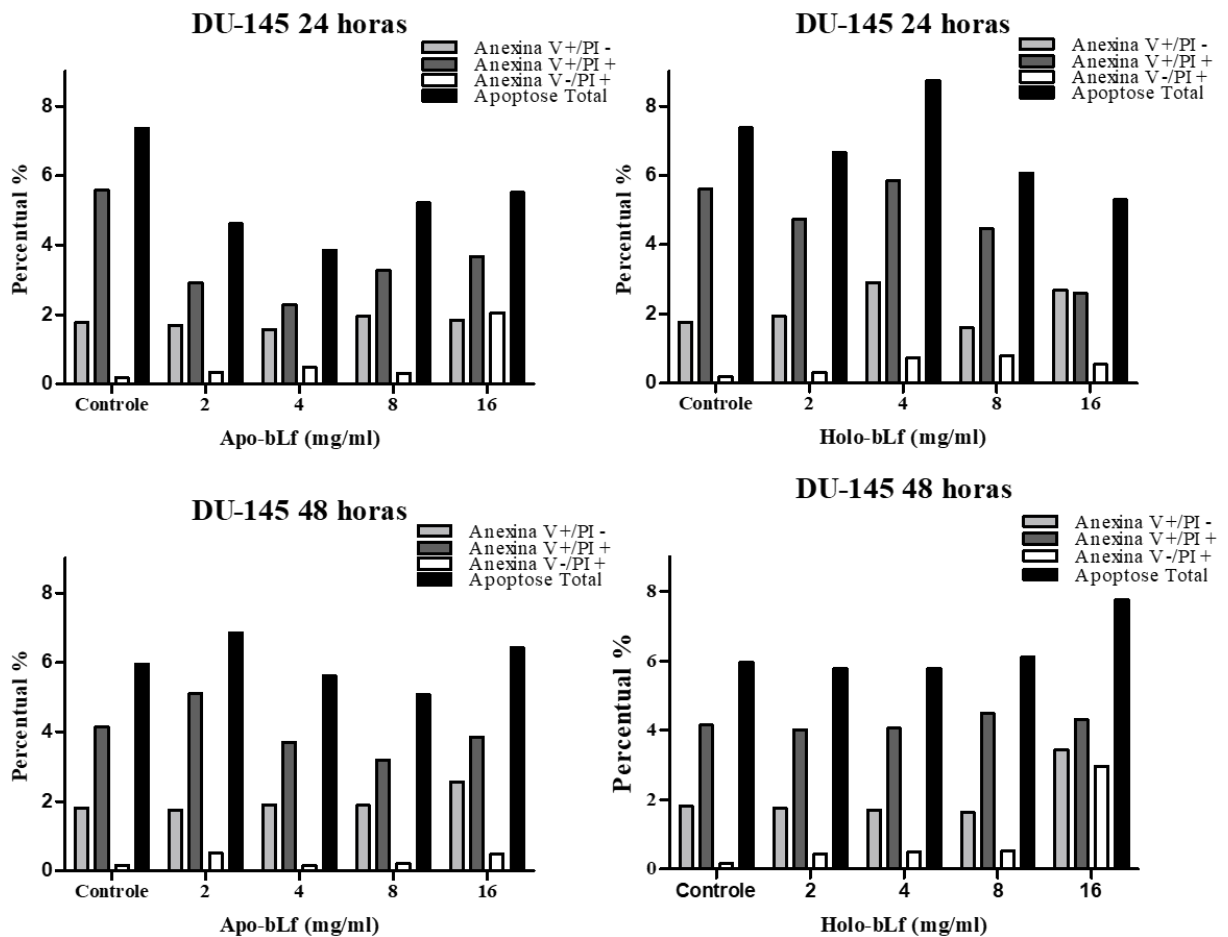 DU-145 24 horas
Anexina V+/PI -
Anexina V+/PI +
Anexina V-/PI +
Apoptose Total
Percentual %
8
6
4
2
0
Controle 2 4 8 16
Apo-bLf (mg/ml)
DU-145 24 horas
Anexina V+/PI -
Anexina V+/PI +
Anexina V-/PI +
Apoptose Total
Percentual %
8
6
4
2
0
Controle 2 4 8 16
Holo-bLf (mg/ml)
DU-145 48 horas
Anexina V+/PI -
Anexina V+/PI +
Anexina V-/PI +
Apoptose Total
Percentual %
8
6
4
2
0
Controle 2 4 8 16
Apo-bLf (mg/ml)
DU-145 48 horas
Anexina V+/PI -
Anexina V+/PI +
Anexina V-/PI +
Apoptose Total
Percentual %
8
6
4
2
0
Controle 2 4 8 16
Holo-bLf (mg/ml)